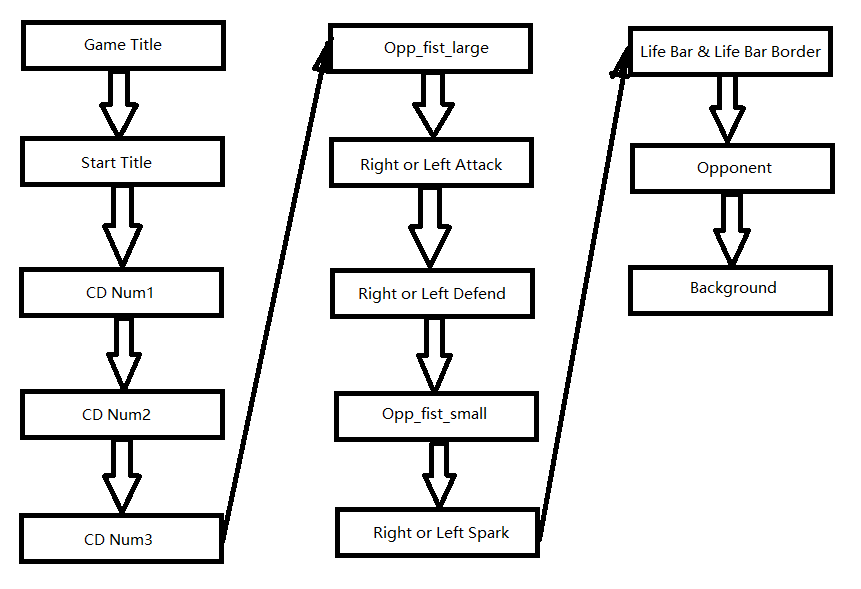 Game Title
Start Title
CD Num1
CD Num2
CD Num3
Opp_fist_large
Right or Left Attack
Right or Left Defend
Opp_fist_small
Right or Left Spark
Life Bar & Life Bar Border
Opponent
Background